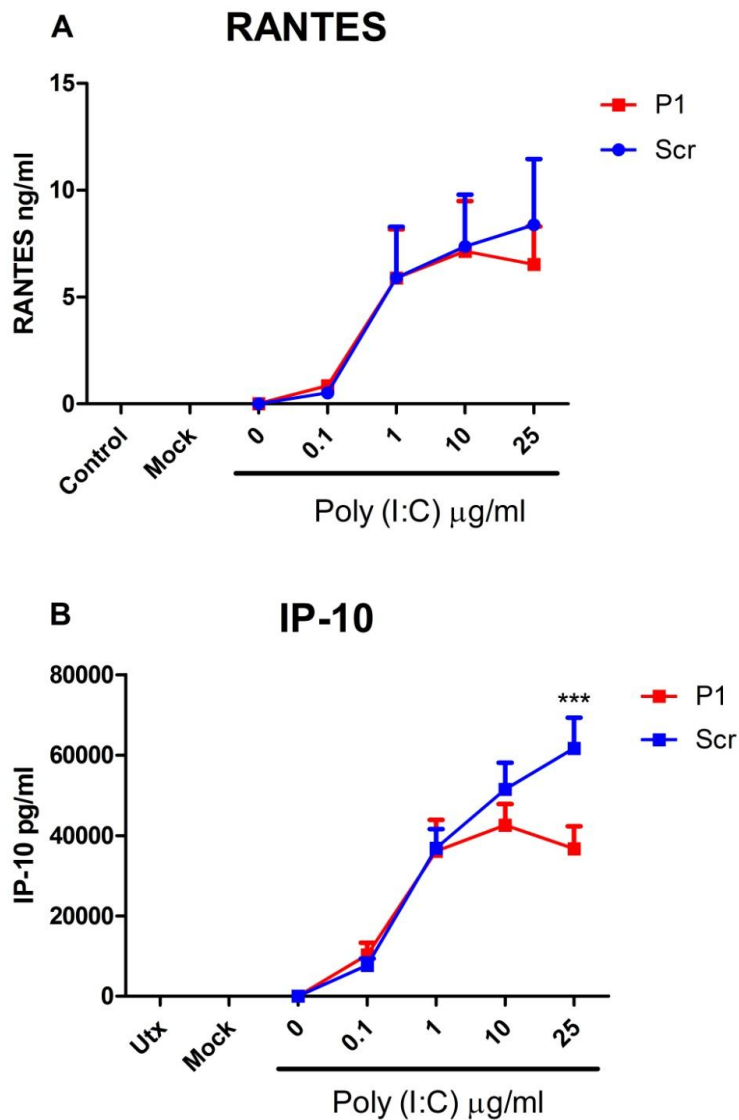 A
RANTES
15
10
5
0
RANTES ng/ml
P1
Scr
Control
Mock
0
0.1
1
10
25
Poly (I:C) μg/ml
B
IP-10
80000
60000
40000
20000
0
IP-10 pg/ml
***
P1
Scr
Utx
Mock
0
0.1
1
10
25
Poly (I:C) μg/ml